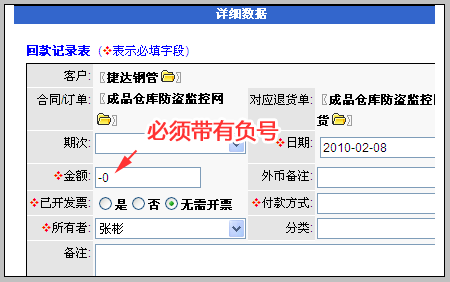 详细数据
回款记录表 (❖表示必填字段)
客户: 〖捷达钢管 〗
合同/订单: 〖成品仓库防盗监控网 〗
对应退货单: 〖成品仓库防盗监控网 货 〗
必须带有负号
期次:
❖日期: 2010-02-08
❖金额: -0
外币备注:
❖已开发票: 是 否 无需开票
❖付款方式:
❖所有者: 张彬
分类:
备注: